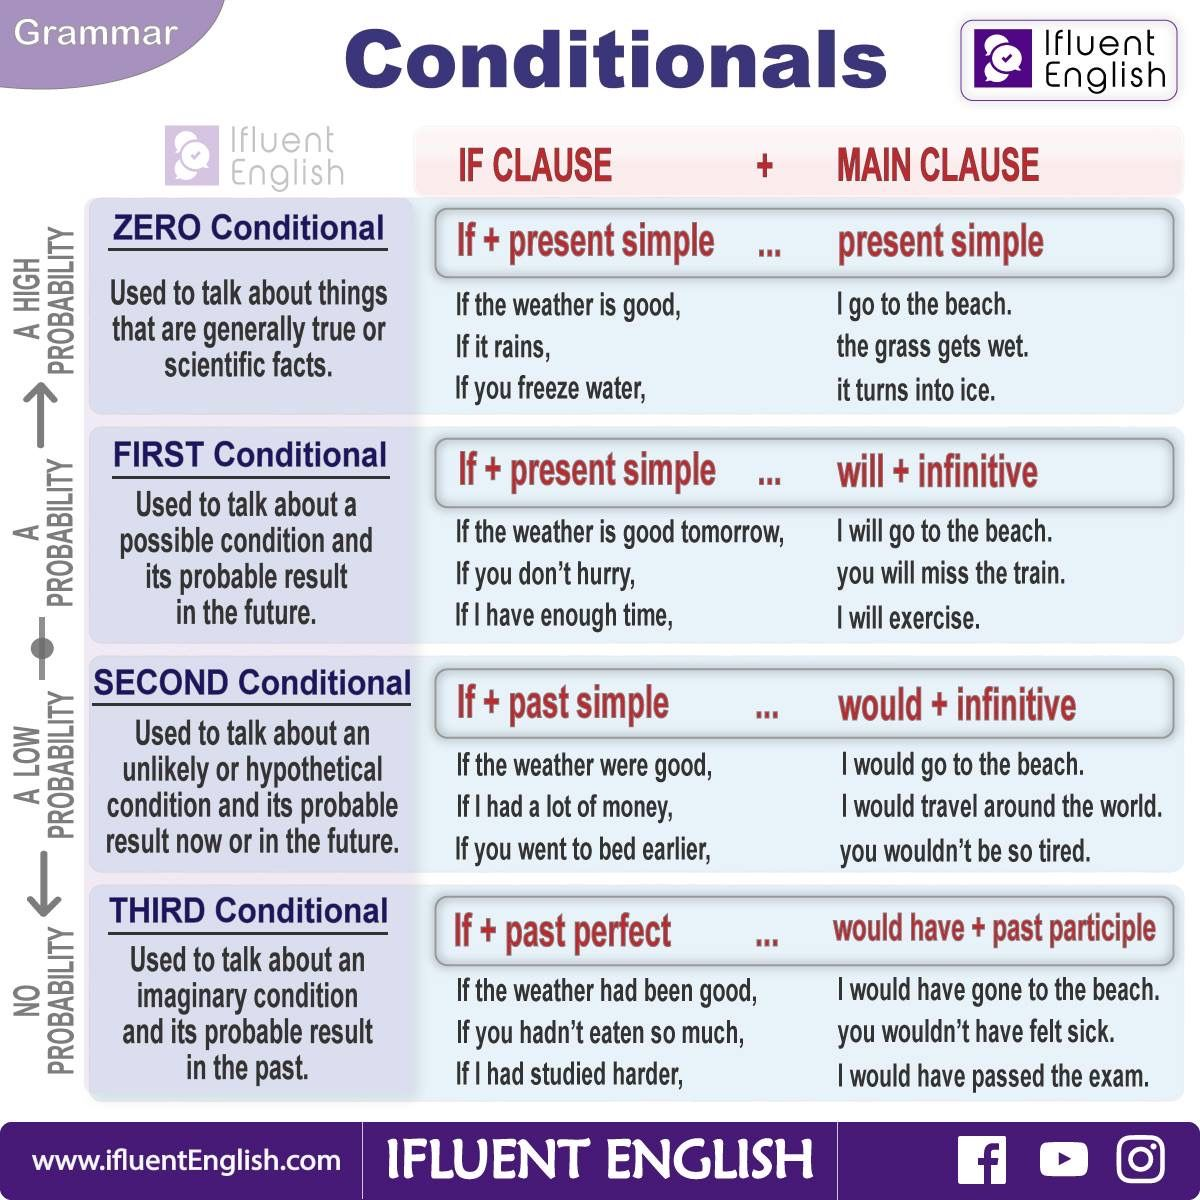 Grammar
Conditionals
Ifluent
English
Ifluent
English
IF CLAUSE + MAIN CLAUSE
A HIGH
PROBABILITY
ZERO Conditional
Used to talk about things
that are generally true or
scientific facts.
If + present simple ... present simple
If the weather is good, I go to the beach.
If it rains, the grass gets wet.
If you freeze water, it turns into ice.
A
PROBABILITY
FIRST Conditional
Used to talk about a
possible condition and
its probable result
in the future.
If + present simple ... will + infinitive
If the weather is good tomorrow, I will go to the beach.
If you don't hurry, you will miss the train.
If I have enough time, I will exercise.
A LOW
PROBABILITY
SECOND Conditional
Used to talk about an
unlikely or hypothetical
condition and its probable
result now or in the future.
If + past simple ... would + infinitive
If the weather were good, I would go to the beach.
If I had a lot of money, I would travel around the world.
If you went to bed earlier, you wouldn't be so tired.
NO
PROBABILITY
THIRD Conditional
Used to talk about an
imaginary condition
and its probable result
in the past.
If + past perfect ... would have + past participle
If the weather had been good, I would have gone to the beach.
If you hadn't eaten so much, you wouldn't have felt sick.
If I had studied harder, I would have passed the exam.
www.ifluentEnglish.com
IFLUENT ENGLISH